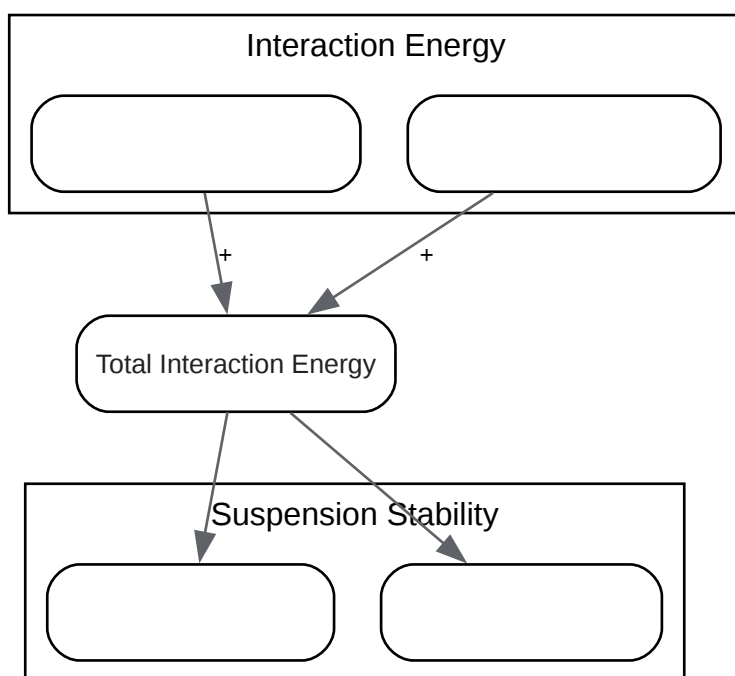 Interaction Energy
+
+
Total Interaction Energy
Suspension Stability